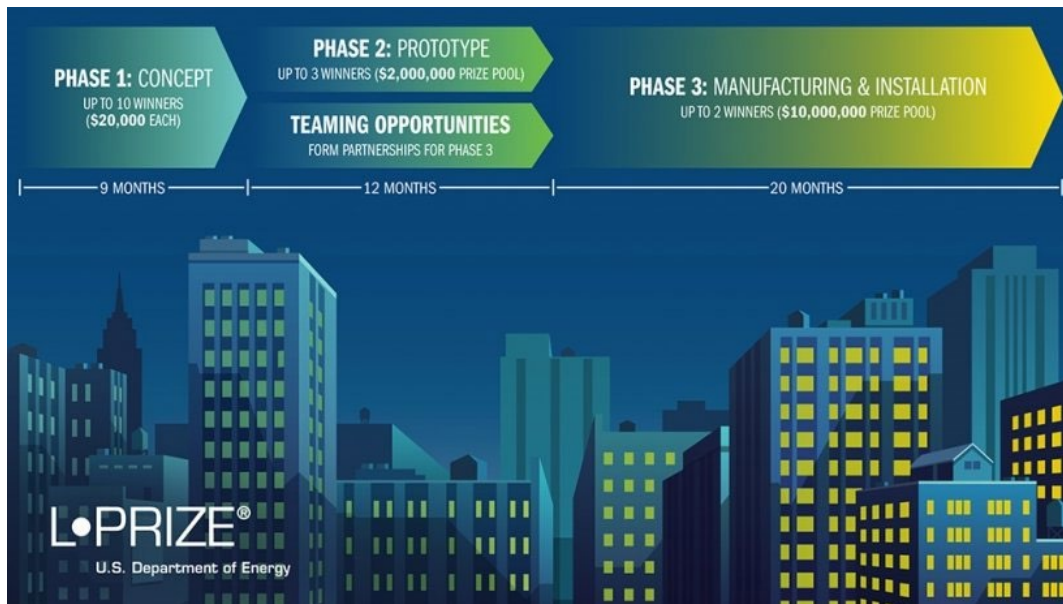 PHASE 1: CONCEPT
UP TO 10 WINNERS
($20,000 EACH)
PHASE 2: PROTOTYPE
UP TO 3 WINNERS ($2,000,000 PRIZE POOL)
TEAMING OPPORTUNITIES
FORM PARTNERSHIPS FOR PHASE 3
PHASE 3: MANUFACTURING & INSTALLATION
UP TO 2 WINNERS ($10,000,000 PRIZE POOL)
9 MONTHS
12 MONTHS
20 MONTHS
L•PRIZE®
U.S. Department of Energy